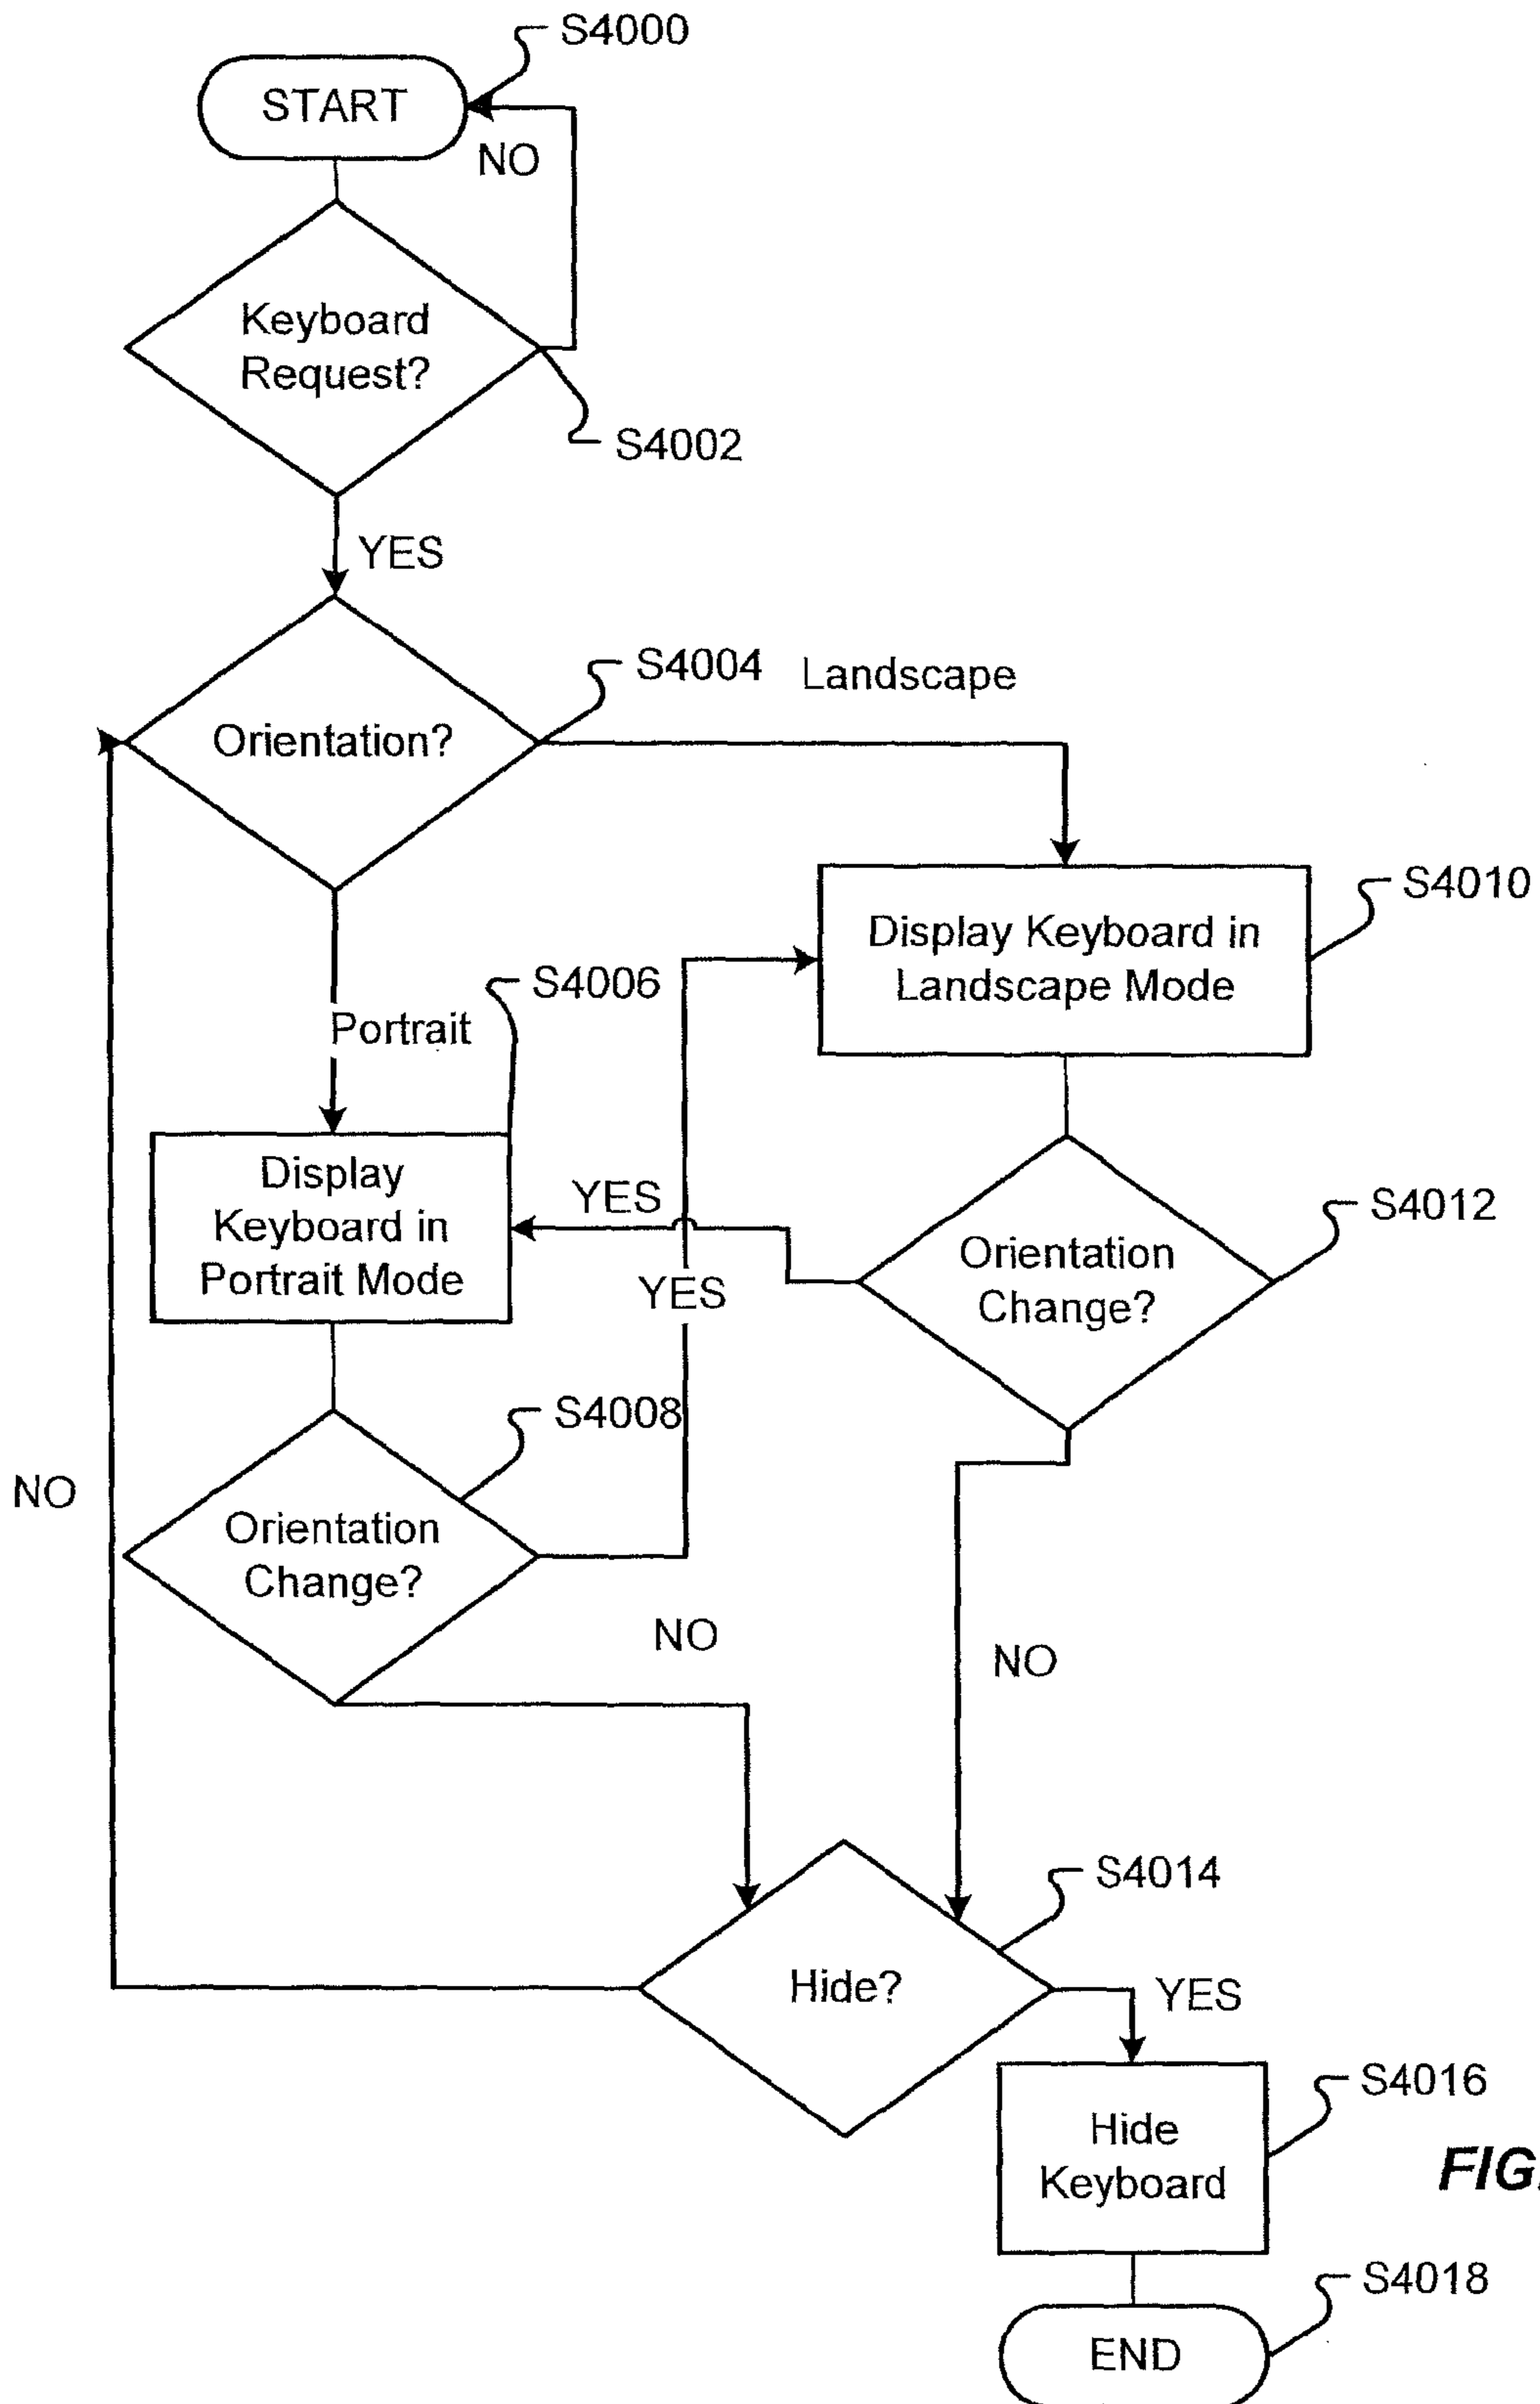 S4000
START
NO
Keyboard
Request?
S4002
YES
S4004
Landscape
Orientation?
S4010
Display Keyboard in
Landscape Mode
S4006
Portrait
Display
Keyboard in
Portrait Mode
YES
S4012
Orientation
Change?
YES
S4008
NO
Orientation
Change?
NO
NO
S4014
Hide?
YES
S4016
Hide
Keyboard
FIG.
S4018
END